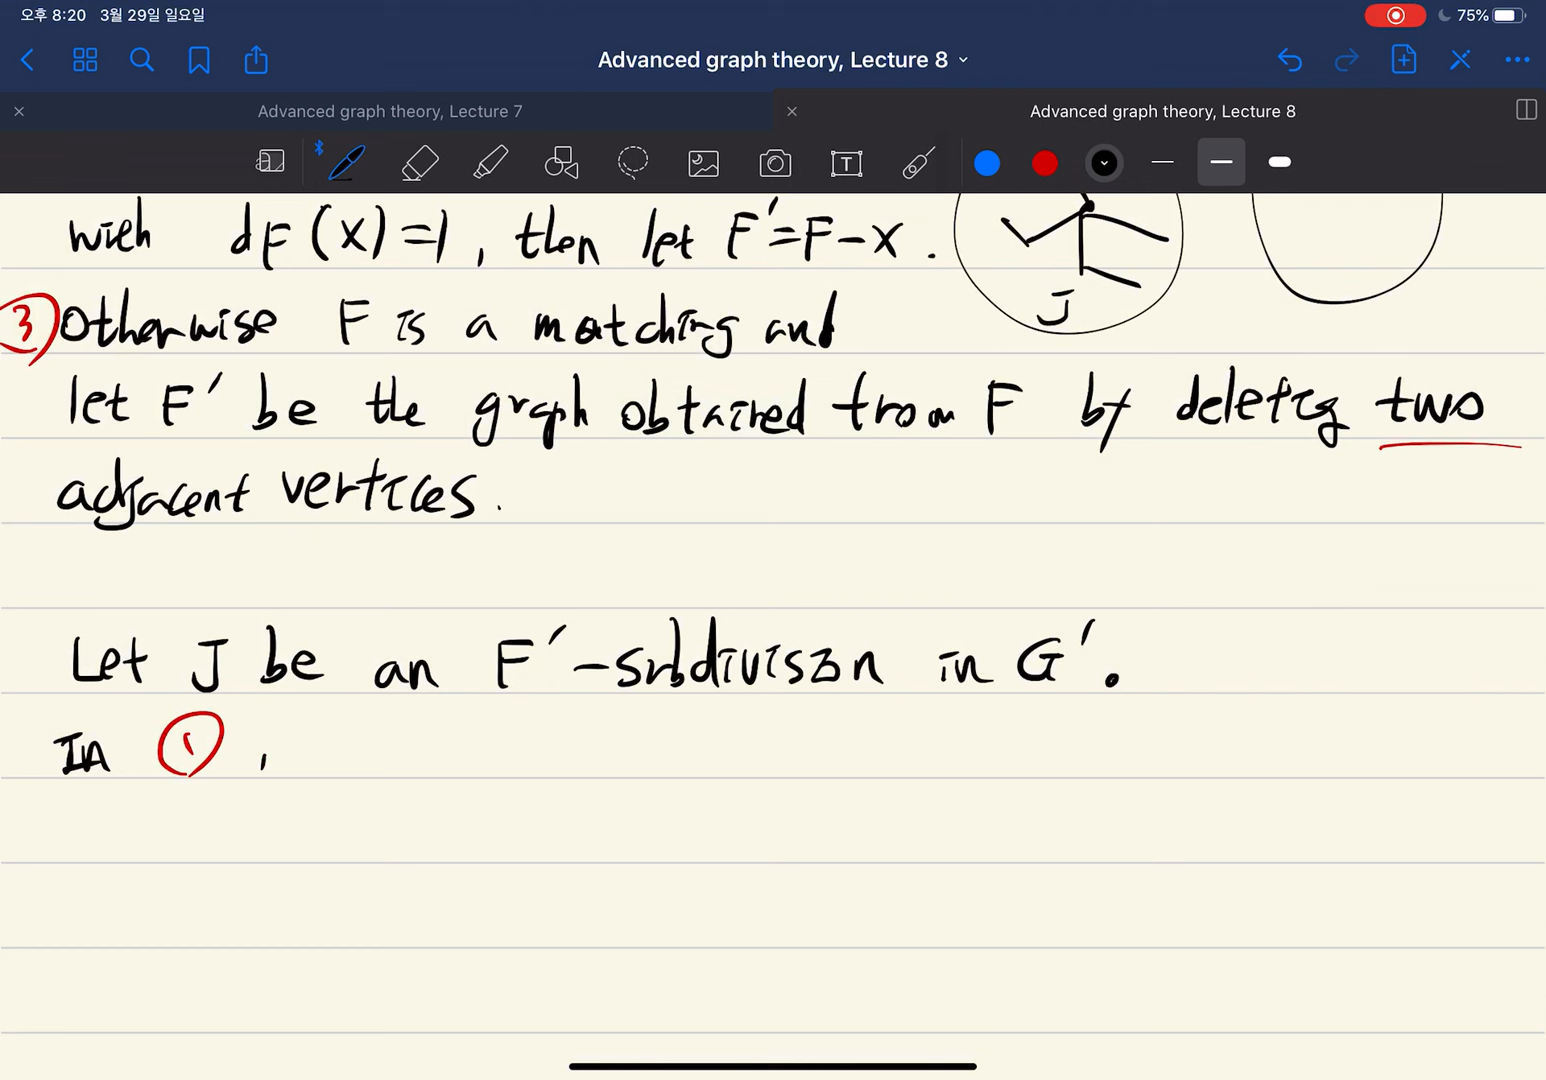 오후 8:20 3월 29일 일요일
75%
Advanced graph theory, Lecture 8
Advanced graph theory, Lecture 7
Advanced graph theory, Lecture 8
with dF(x)=1, then let F'=F-x.
J
③ Otherwise F is a matching and
let F' be the graph obtained from F by deleting two
adjacent vertices.
Let J be an F'-subdivison in G'.
In ①,